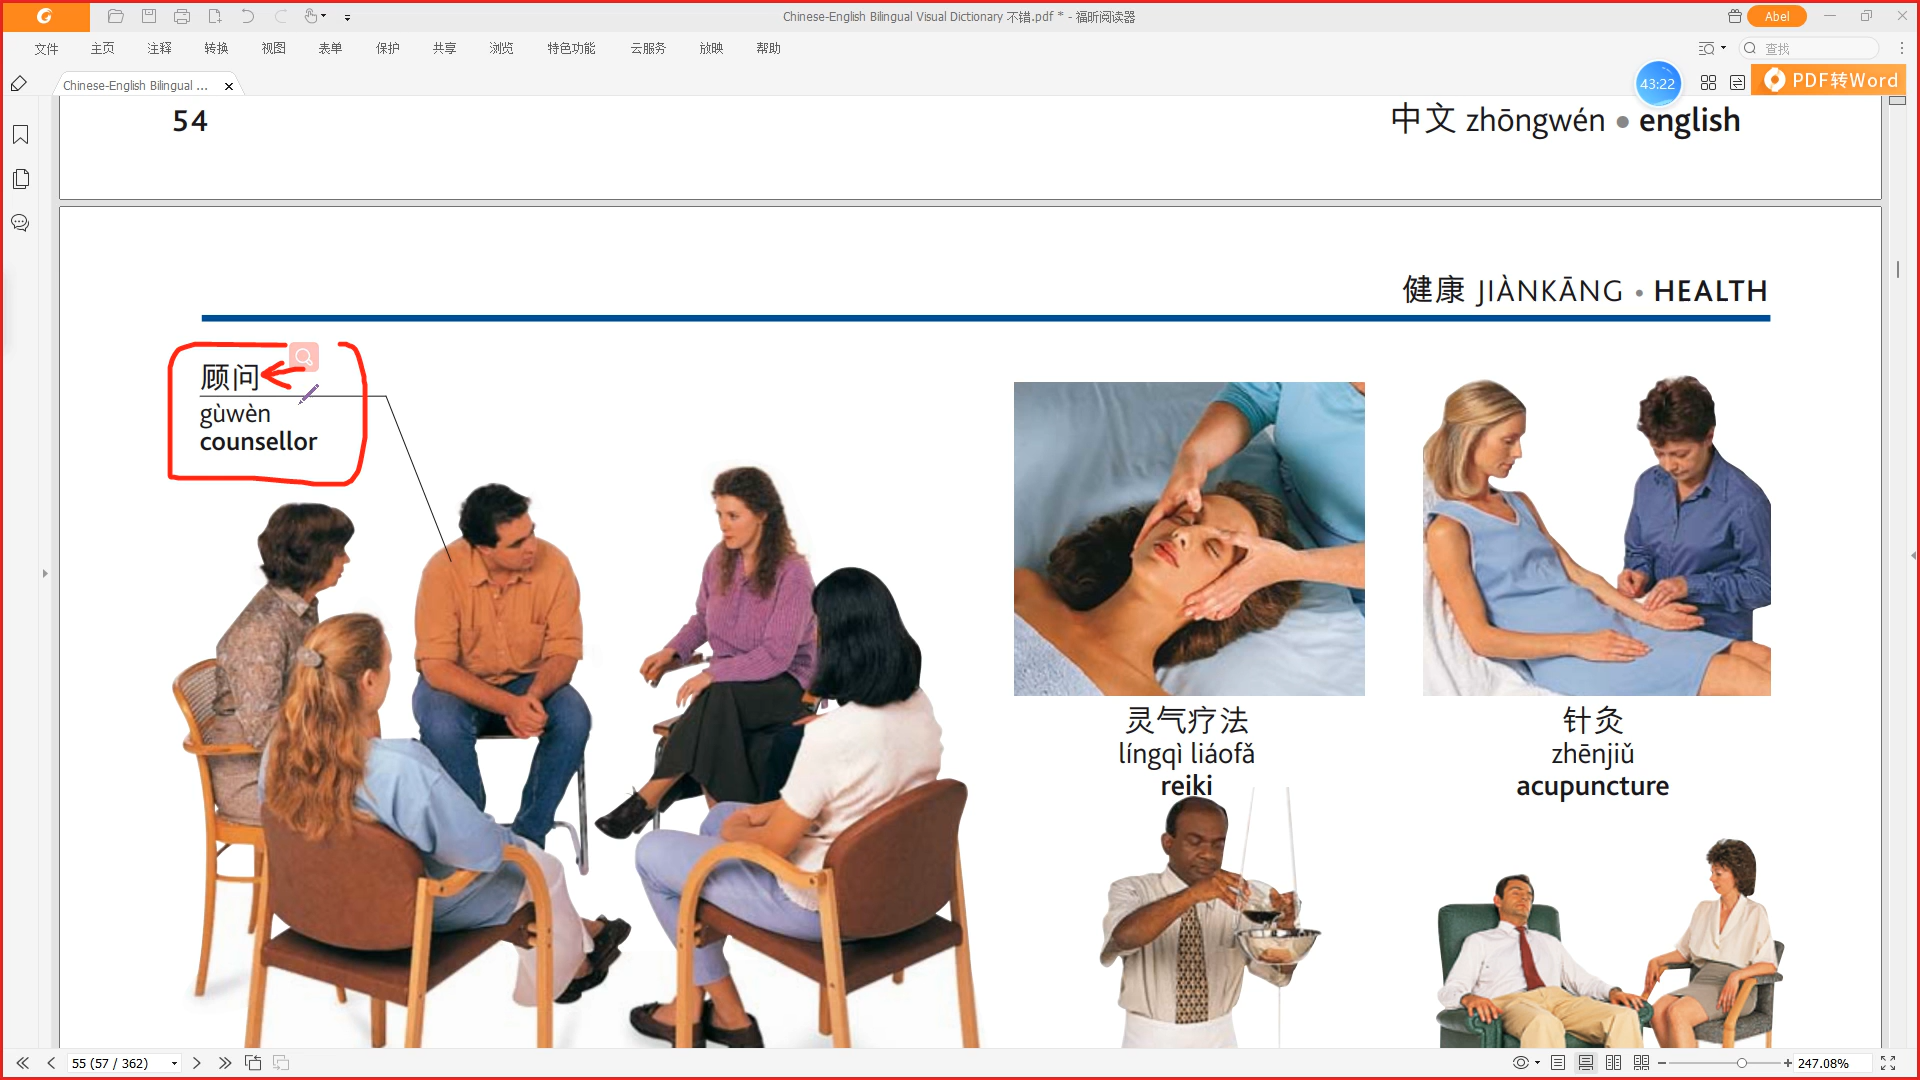 Chinese-English Bilingual Visual Dictionary 不错.pdf * - 福昕阅读器
Abel
文件 主页 注释 转换 视图 表单 保护 共享 浏览 特色功能 云服务 放映 帮助
查找
Chinese-English Bilingual ...
43:22
PDF转Word
54
中文 zhōngwén • english
健康 JIÀNKĀNG • HEALTH
顾问
gùwèn
counsellor
灵气疗法
língqì liáofǎ
reiki
针灸
zhēnjiǔ
acupuncture
55 (57 / 362)
247.08%